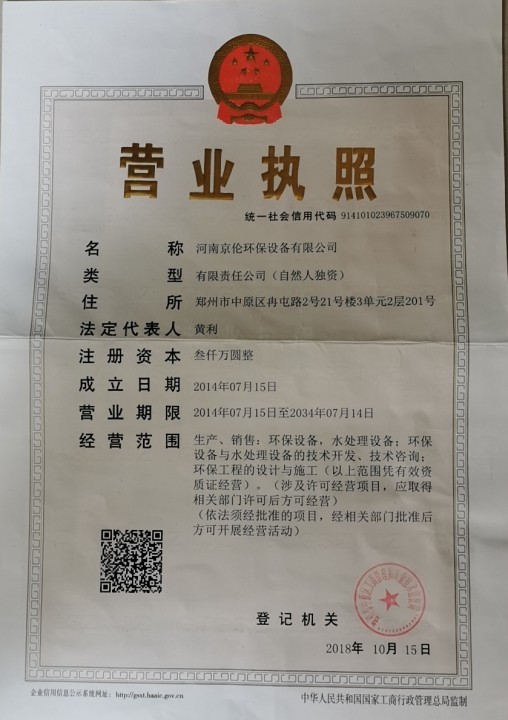 营业执照
统一社会信用代码 914101023967509070
名称 河南京伦环保设备有限公司
类型 有限责任公司（自然人独资）
住所 郑州市中原区冉屯路2号21号楼3单元2层201号
法定代表人 黄利
注册资本 叁仟万圆整
成立日期 2014年07月15日
营业期限 2014年07月15日至2034年07月14日
经营范围 生产、销售：环保设备，水处理设备；环保
设备与水处理设备的技术开发、技术咨询；
环保工程的设计与施工（以上范围凭有效资
质证经营）。（涉及许可经营项目，应取得
相关部门许可后方可经营）
（依法须经批准的项目，经相关部门批准后
方可开展经营活动）
登记机关
2018年 10月 15日
企业信用信息公示系统网址：http://gsxt.haaic.gov.cn
中华人民共和国国家工商行政管理总局监制